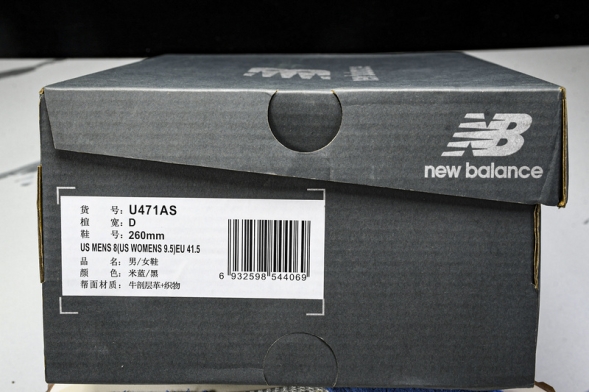 NB
new balance
货 号: U471AS
楦 宽: D
鞋 号: 260mm
US MENS 8(US WOMENS 9.5)EU 41.5
品 名: 男/女鞋
颜 色: 米蓝/黑
帮面材质: 牛剖层革+织物
6 932598 544069